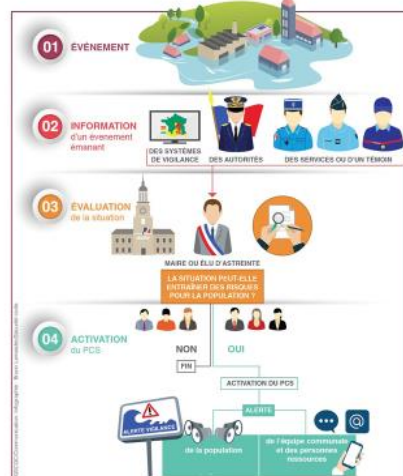 01
ÉVÉNEMENT
02
INFORMATION
d'un évènement
émanant
DES SYSTÈMES
DE VIGILANCE
DES AUTORITÉS
DES SERVICES OU D'UN TÉMOIN
03
ÉVALUATION
de la situation
MAIRE OU ÉLU D'ASTREINTE
LA SITUATION PEUT-ELLE
ENTRAÎNER DES RISQUES
POUR LA POPULATION ?
04
ACTIVATION
du PCS
NON
OUI
FIN
ACTIVATION DU PCS
ALERTE
ALERTE VIGILANCE
de la population
de l'équipe communale
et des personnes
ressources